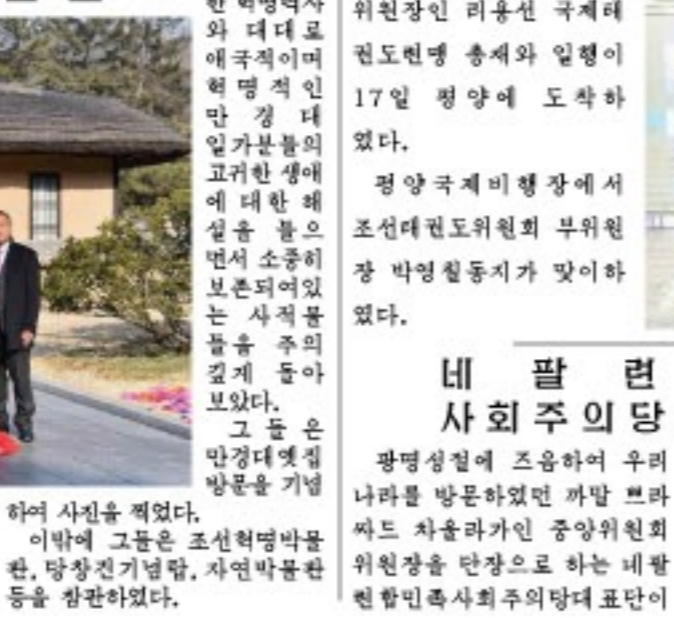 한 혁명력사
와 대대로
애국적이며
혁명적인
만경대
일가분들의
고귀한 생애
에 대한 해
설을 들으
면서 소중히
보존되여있
는 사적물
들을 주의
깊게 돌아
보았다.
그들은
만경대옛집
방문을 기념
하여 사진을 찍었다.
이밖에 그들은 조선혁명박물
관, 당창건기념탑, 자연박물관
등을 참관하였다.
위원장인 리용선 국제태
권도련맹 총재와 일행이
17일 평양에 도착하
였다.
평양국제비행장에서
조선태권도위원회 부위원
장 박영철동지가 맞이하
였다.
네팔련
사회주의당
광명성절에 즈음하여 우리
나라를 방문하였던 까말 쁘라
싸드 차울라가인 중앙위원회
위원장을 단장으로 하는 네팔
련합민족사회주의당대표단이